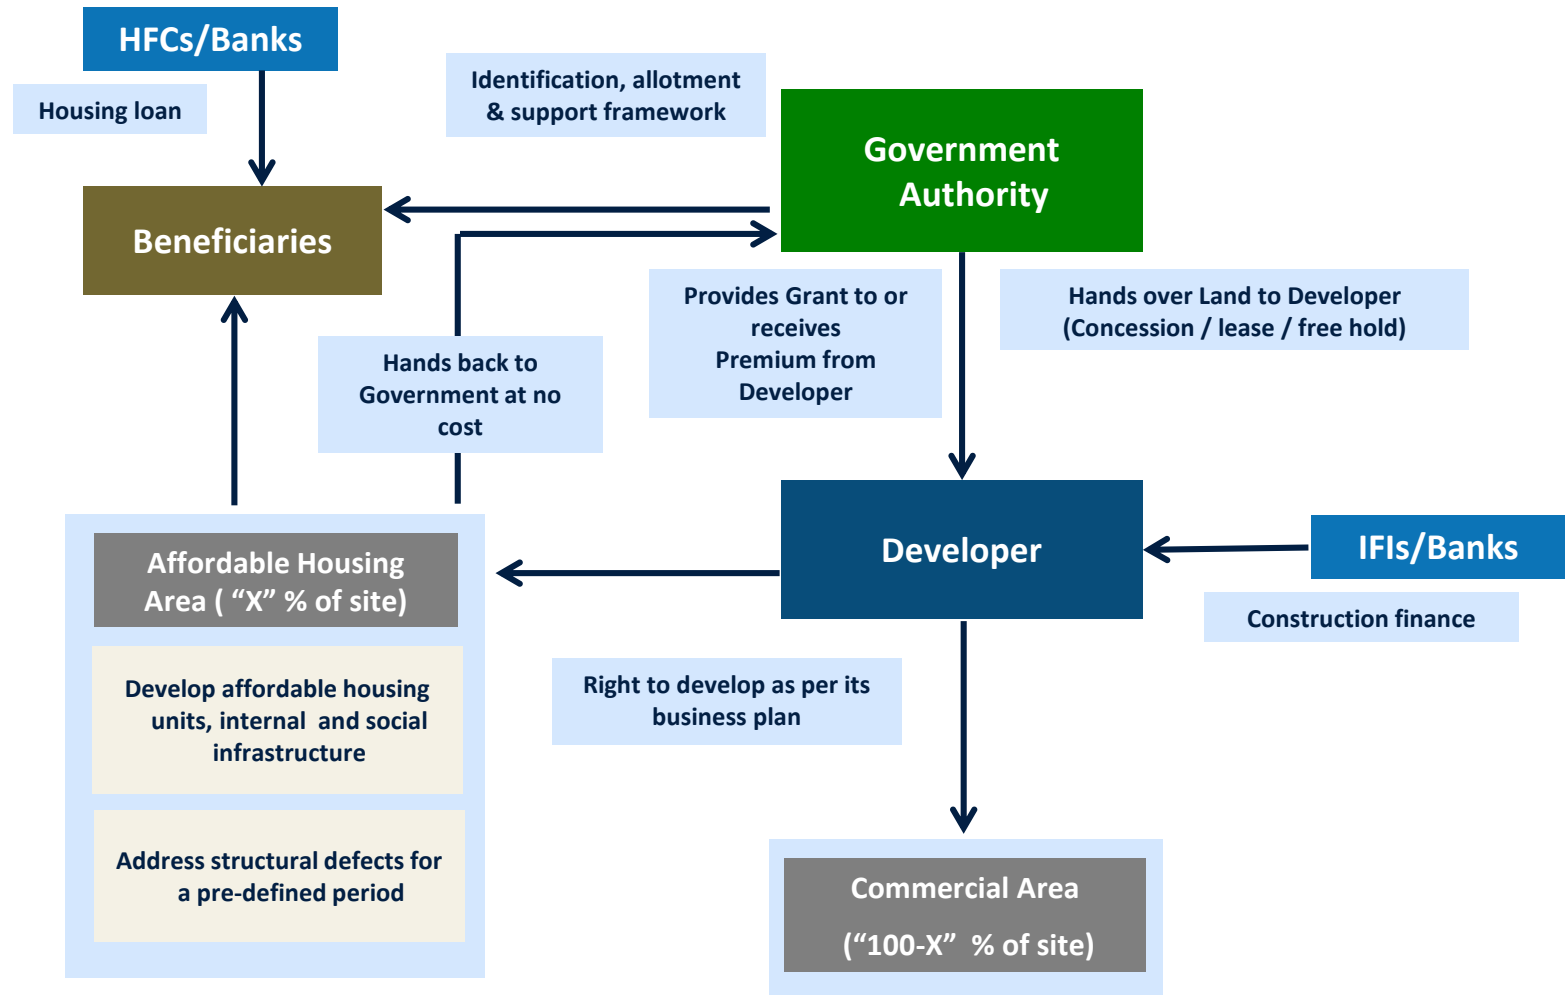 HFCs/Banks
Housing loan
Identification, allotment
& support framework
Government
Authority
Beneficiaries
Provides Grant to or
receives
Premium from
Developer
Hands over Land to Developer
(Concession / lease / free hold)
Hands back to
Government at no
cost
Developer
IFIs/Banks
Construction finance
Affordable Housing
Area ( “X” % of site)
Develop affordable housing
units, internal and social
infrastructure
Address structural defects for
a pre-defined period
Right to develop as per its
business plan
Commercial Area
(“100-X” % of site)